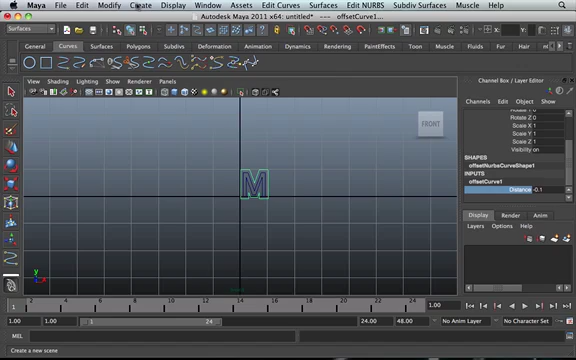 Maya File Edit Modify Create Display Window Assets Edit Curves Surfaces Edit NURBS Subdiv Surfaces Muscle Help
Autodesk Maya 2011 x64: untitled* --- offsetCurve1...
Surfaces
General Curves Surfaces Polygons Subdivs Deformation Animation Dynamics Rendering PaintEffects Toon Muscle Fluids Fur Hair
Channel Box / Layer Editor
View Shading Lighting Show Renderer Panels
Channels Edit Object Show
Rotate Z 0
Scale X 1
Scale Y 1
Scale Z 1
Visibility on
SHAPES
offsetNurbsCurveShape1
INPUTS
offsetCurve1
Distance -0.1
FRONT
M
Display Render Anim
Layers Options Help
y
x
2 4 6 8 10 12 14 16 18 20 22 24
1
1.00
1.00 1.00 1 24 24.00 48.00 No Anim Layer No Character Set
MEL
Create a new scene